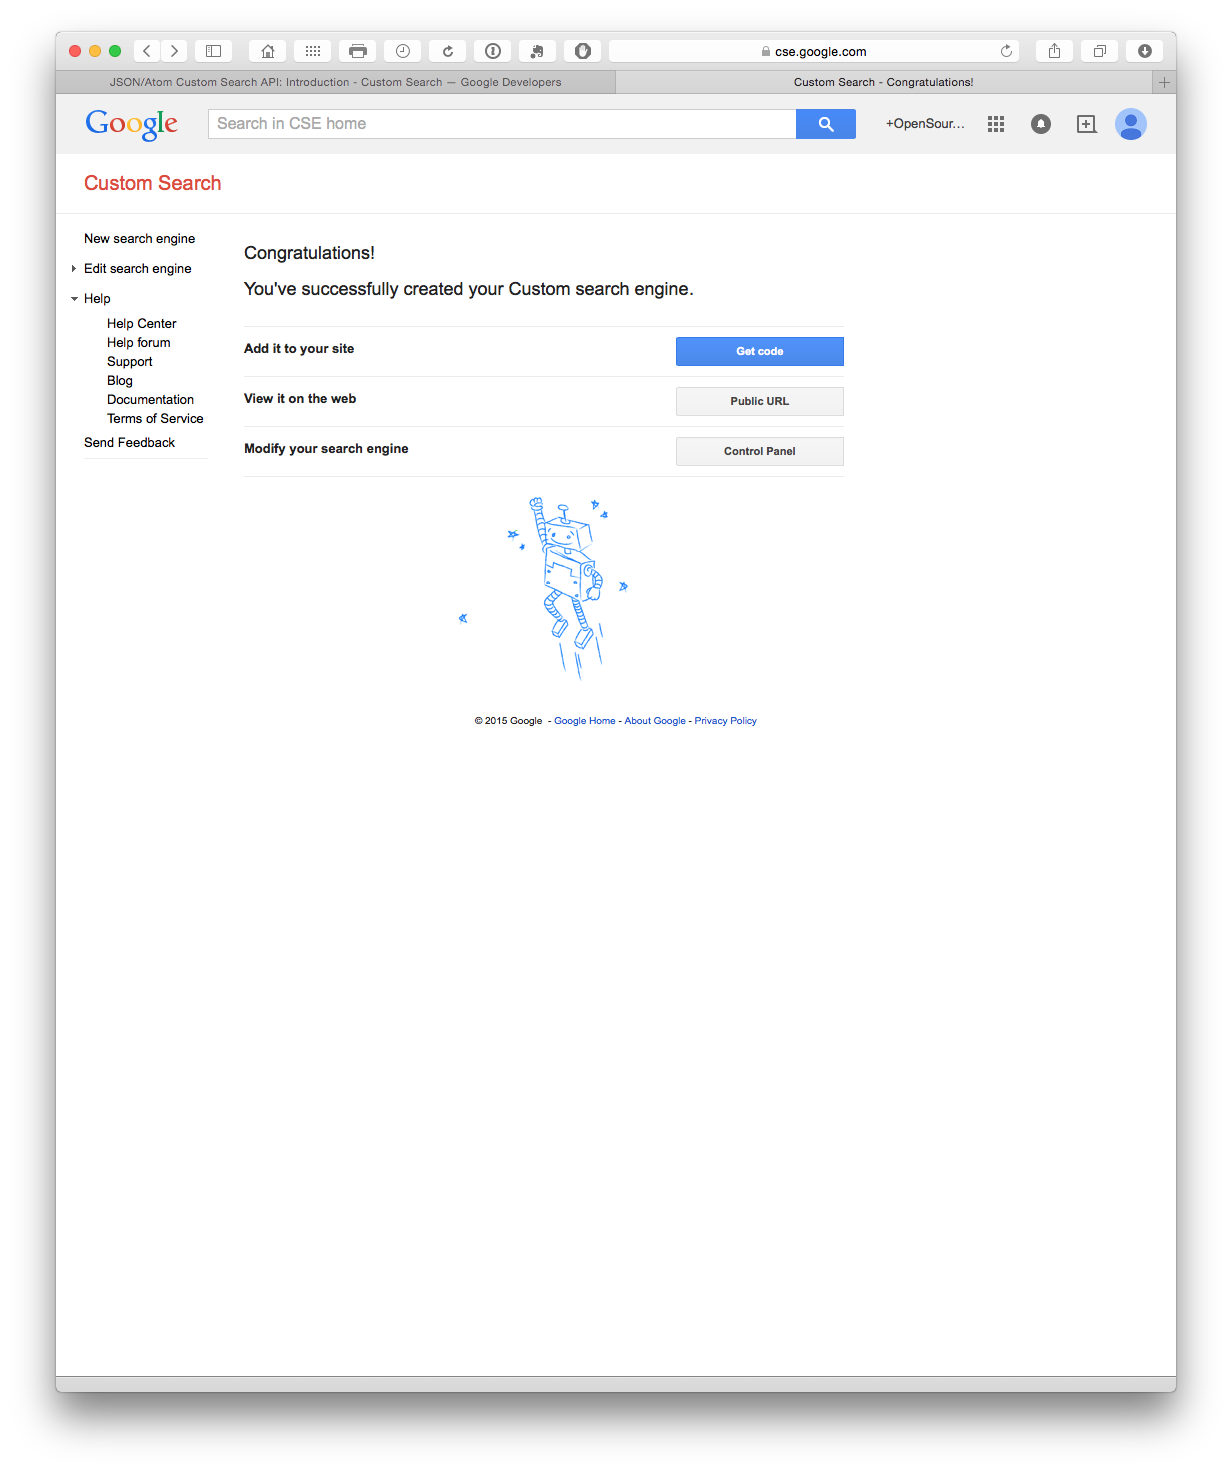 cse.google.com
JSON/Atom Custom Search API: Introduction - Custom Search — Google Developers
Custom Search - Congratulations!
Google
Search in CSE home
+OpenSour...
Custom Search
New search engine
Edit search engine
Help
Help Center
Help forum
Support
Blog
Documentation
Terms of Service
Send Feedback
Congratulations!
You've successfully created your Custom search engine.
Add it to your site
Get code
View it on the web
Public URL
Modify your search engine
Control Panel
© 2015 Google - Google Home - About Google - Privacy Policy